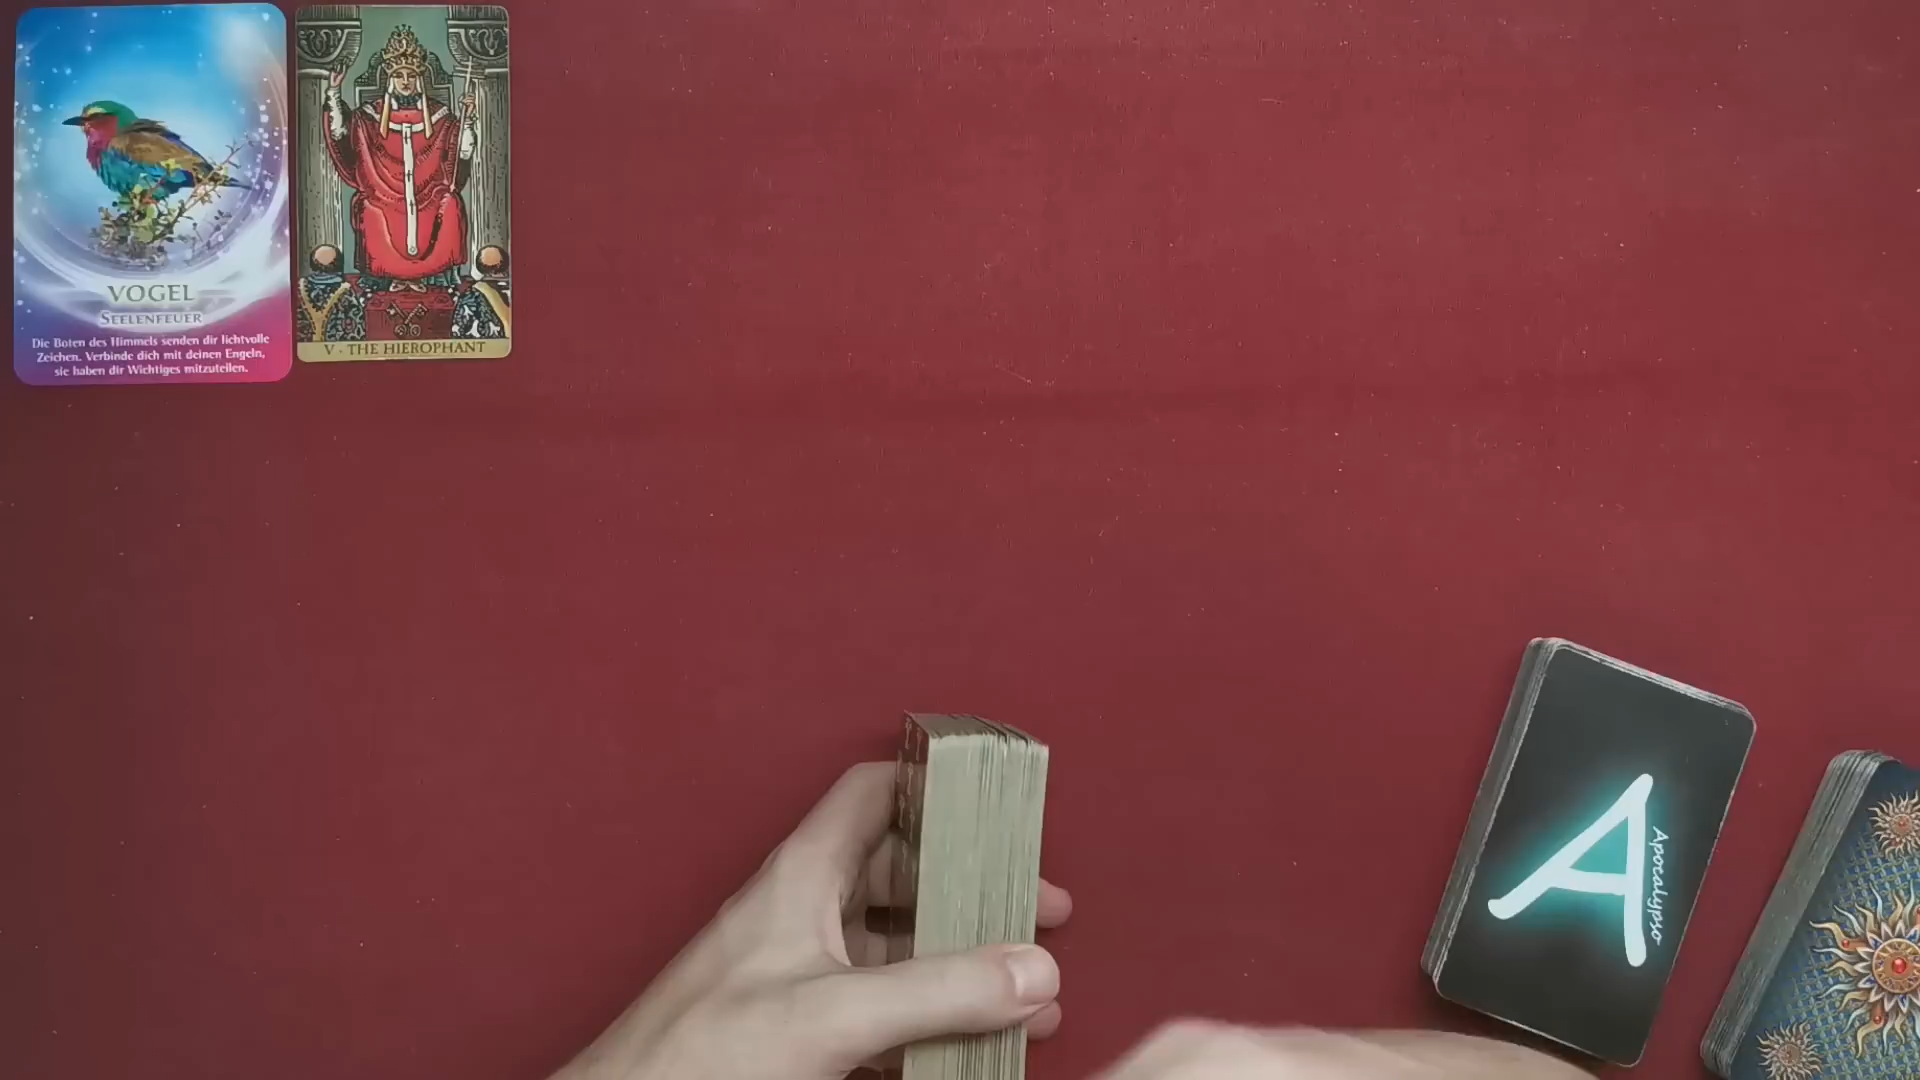 VOGEL
SEELENFEUER
Die Boten des Himmels senden dir lichtvolle
Zeichen. Verbinde dich mit deinen Engeln,
sie haben dir Wichtiges mitzuteilen.
V · THE HIEROPHANT
A
Apocalypso